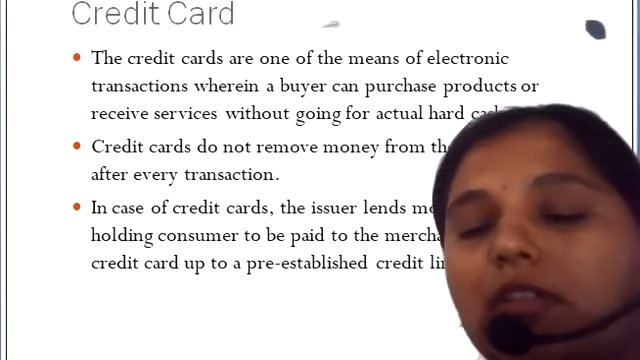 Credit Card
The credit cards are one of the means of electronic
transactions wherein a buyer can purchase products or
receive services without going for actual hard
Credit cards do not remove money from
after every transaction.
In case of credit cards, the issuer lends
holding consumer to be paid to the
credit card up to a pre-established credit